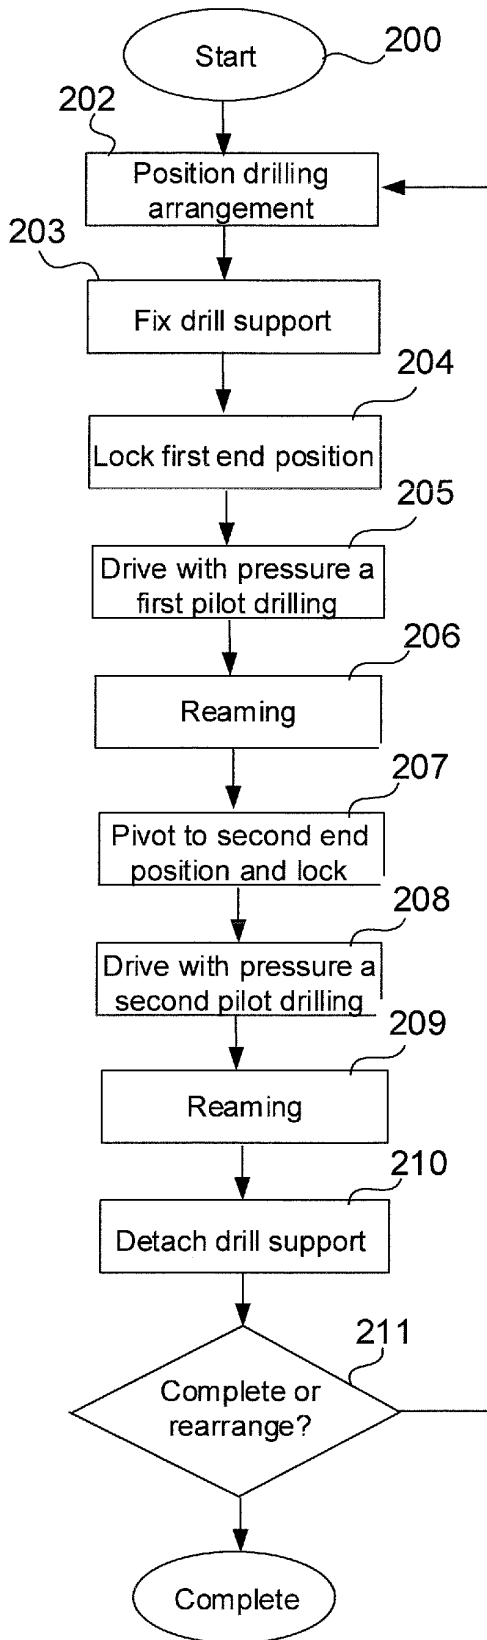 Start
200
202
Position drilling
arrangement
203
Fix drill support
204
Lock first end position
205
Drive with pressure a
first pilot drilling
206
Reaming
207
Pivot to second end
position and lock
208
Drive with pressure a
second pilot drilling
209
Reaming
210
Detach drill support
211
Complete or
rearrange?
Complete